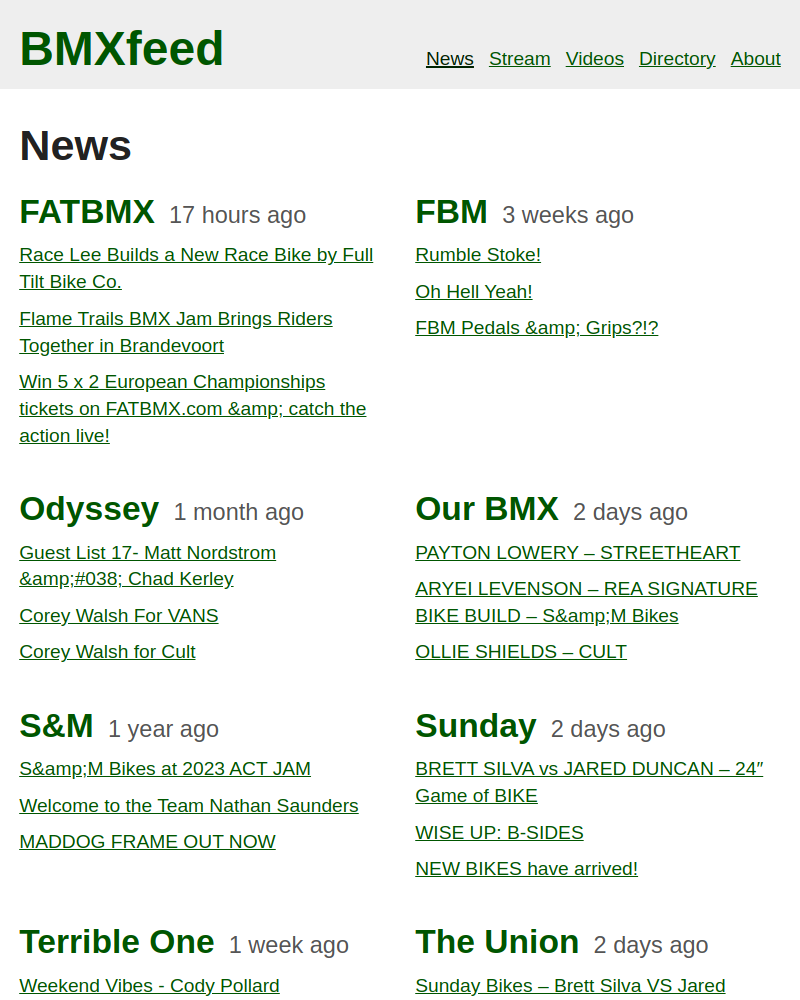 BMXfeed
News Stream Videos Directory About
News
FATBMX 17 hours ago
Race Lee Builds a New Race Bike by Full
Tilt Bike Co.
Flame Trails BMX Jam Brings Riders
Together in Brandevoort
Win 5 x 2 European Championships
tickets on FATBMX.com &amp; catch the
action live!
FBM 3 weeks ago
Rumble Stoke!
Oh Hell Yeah!
FBM Pedals &amp; Grips?!?
Odyssey 1 month ago
Guest List 17- Matt Nordstrom
&amp;#038; Chad Kerley
Corey Walsh For VANS
Corey Walsh for Cult
Our BMX 2 days ago
PAYTON LOWERY – STREETHEART
ARYEI LEVENSON – REA SIGNATURE
BIKE BUILD – S&amp;M Bikes
OLLIE SHIELDS – CULT
S&M 1 year ago
S&amp;M Bikes at 2023 ACT JAM
Welcome to the Team Nathan Saunders
MADDOG FRAME OUT NOW
Sunday 2 days ago
BRETT SILVA vs JARED DUNCAN – 24″
Game of BIKE
WISE UP: B-SIDES
NEW BIKES have arrived!
Terrible One 1 week ago
Weekend Vibes - Cody Pollard
The Union 2 days ago
Sunday Bikes – Brett Silva VS Jared